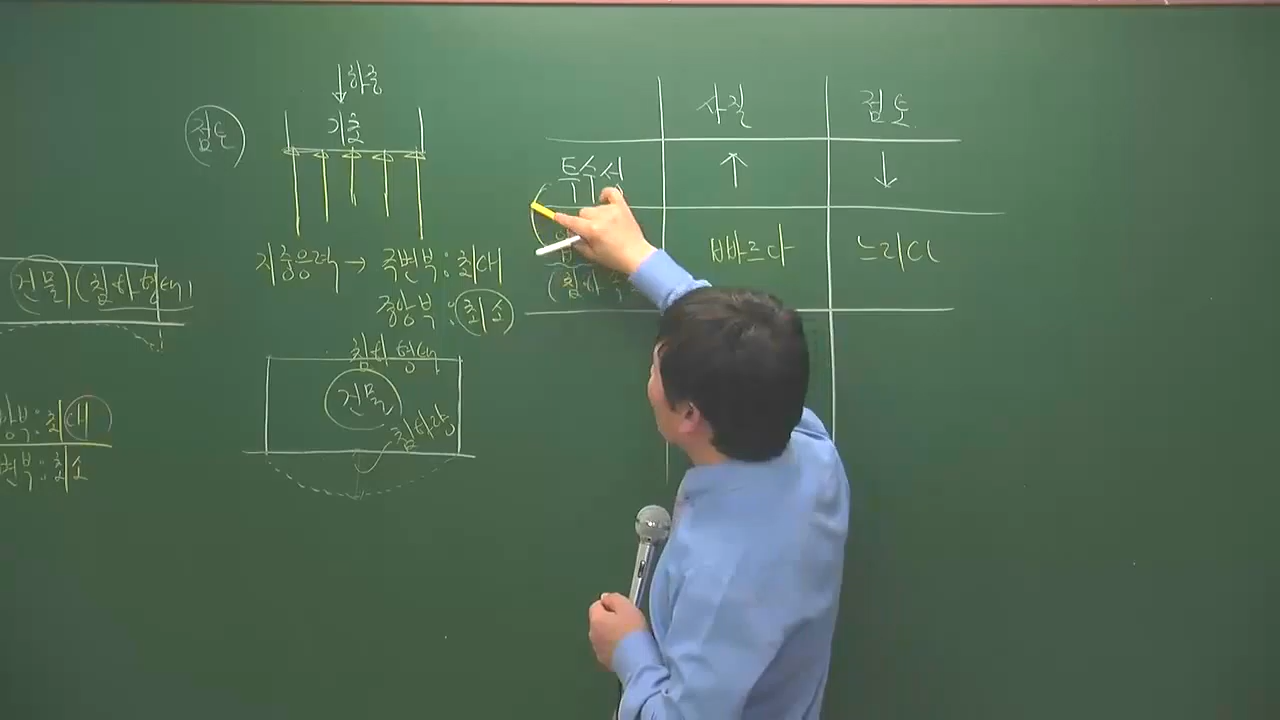 하중
점토
기초
지중응력 → 주변부 : 최대
중앙부 : 최소
침하형태
건물
침하량
건물 (침하형태)
앙부 : 최대
변부 : 최소
사질 점토
투수성 ↑ ↓
빠르다 느리다
(침하